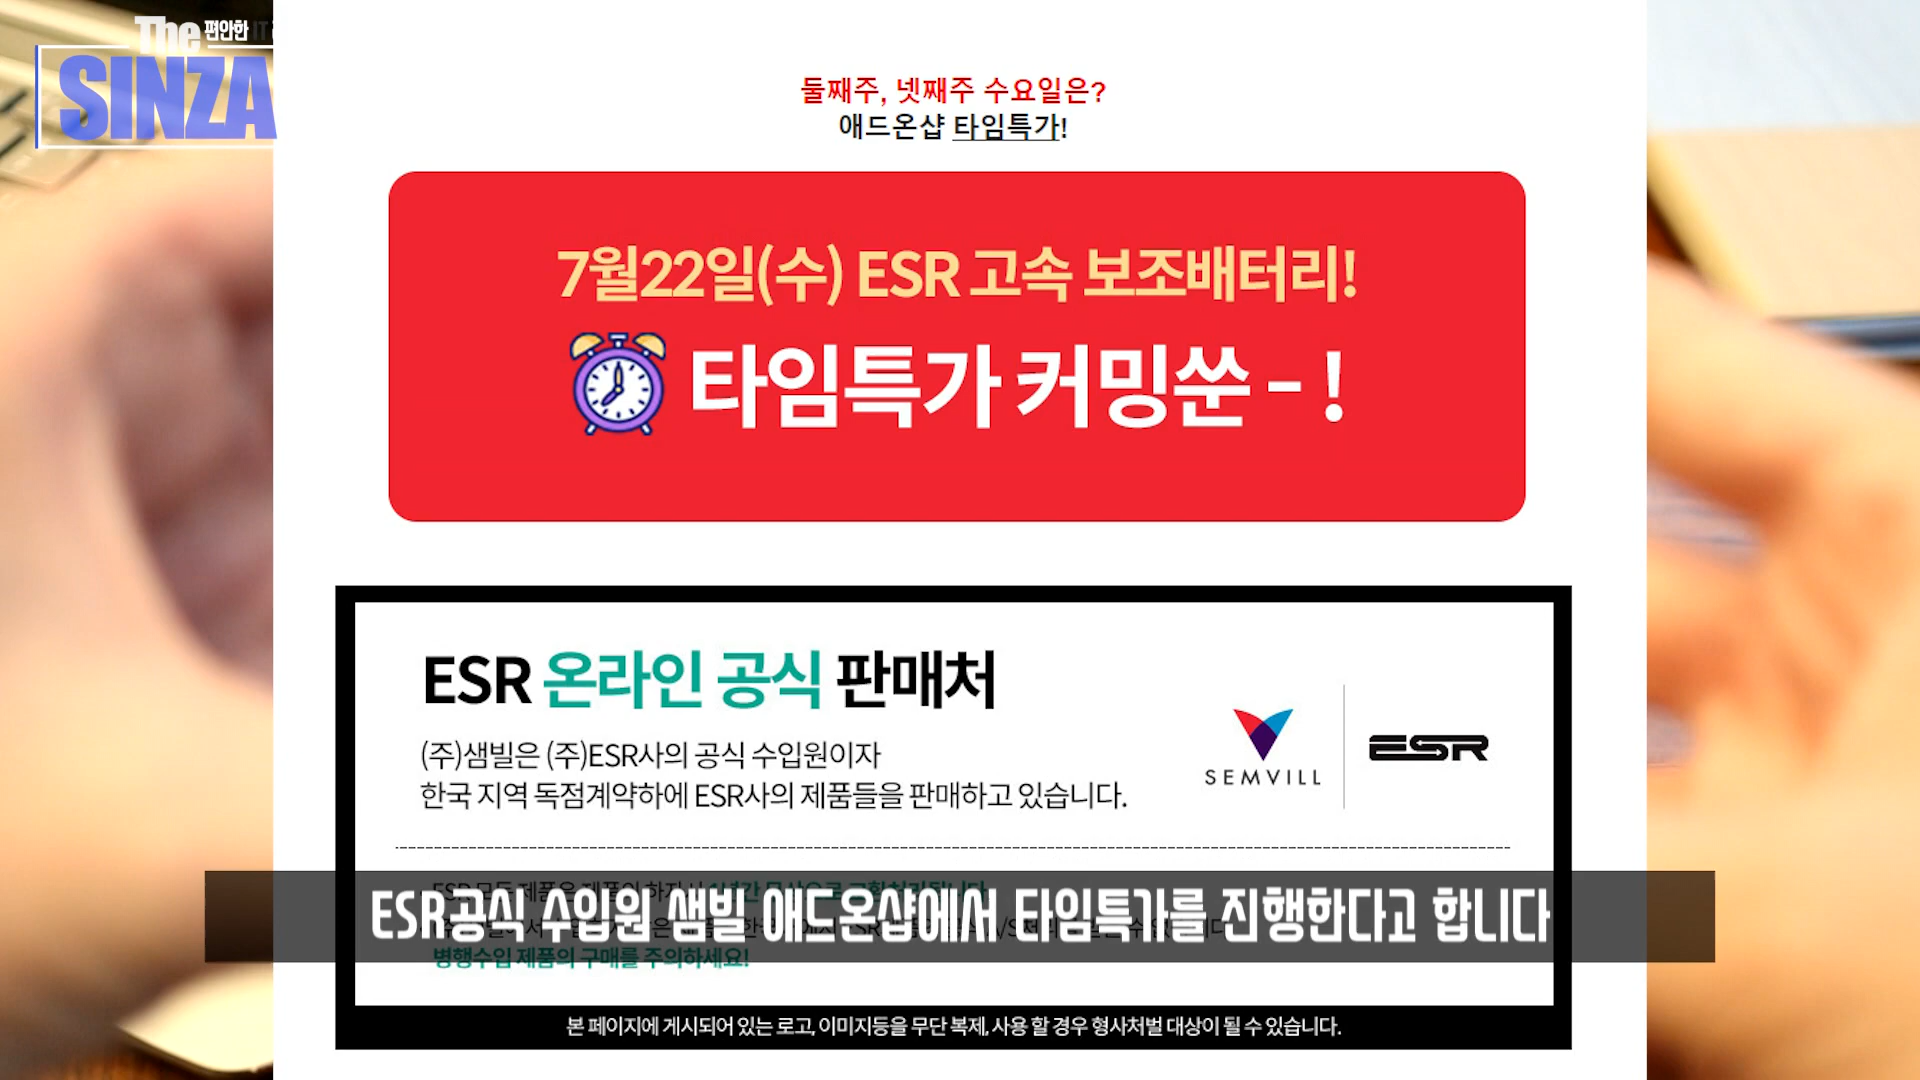 The 편안한 IT
SINZA
둘째주, 넷째주 수요일은?
애드온샵 타임특가!
7월22일(수) ESR 고속 보조배터리!
타임특가 커밍쑨 - !
ESR 온라인 공식 판매처
(주)샘빌은 (주)ESR사의 공식 수입원이자
한국 지역 독점계약하에 ESR사의 제품들을 판매하고 있습니다.
SEMVILL
ESR
ESR공식 수입원 샘빌 애드온샵에서 타임특가를 진행한다고 합니다
병행수입 제품의 구매를 주의하세요!
본 페이지에 게시되어 있는 로고, 이미지등을 무단 복제, 사용 할 경우 형사처벌 대상이 될 수 있습니다.